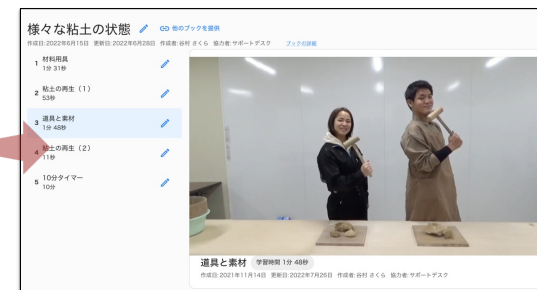 様々な粘土の状態 他のブックを提供
作成日:2022年6月15日 更新日:2022年6月28日 作成者:谷村 さくら 協力者:サポートデスク ブックの詳細
1 材料用具
1分 31秒
2 粘土の再生（1）
53秒
3 道具と素材
1分 48秒
4 粘土の再生（2）
11秒
5 10分タイマー
10分
道具と素材 学習時間 1分 48秒
作成日:2021年11月14日 更新日:2022年7月26日 作成者:谷村 さくら 協力者:サポートデスク